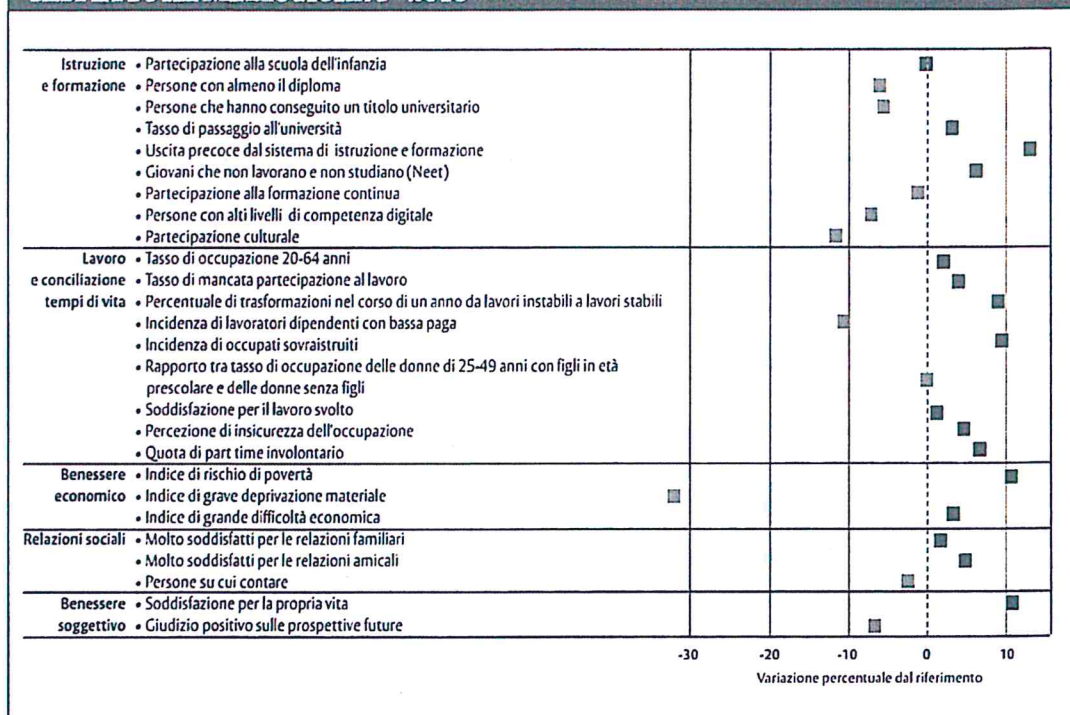 Istruzione • Partecipazione alla scuola dell'infanzia
e formazione • Persone con almeno il diploma
• Persone che hanno conseguito un titolo universitario
• Tasso di passaggio all'università
• Uscita precoce dal sistema di istruzione e formazione
• Giovani che non lavorano e non studiano (Neet)
• Partecipazione alla formazione continua
• Persone con alti livelli di competenza digitale
• Partecipazione culturale
Lavoro • Tasso di occupazione 20-64 anni
e conciliazione • Tasso di mancata partecipazione al lavoro
tempi di vita • Percentuale di trasformazioni nel corso di un anno da lavori instabili a lavori stabili
• Incidenza di lavoratori dipendenti con bassa paga
• Incidenza di occupati sovraistruiti
• Rapporto tra tasso di occupazione delle donne di 25-49 anni con figli in età
prescolare e delle donne senza figli
• Soddisfazione per il lavoro svolto
• Percezione di insicurezza dell'occupazione
• Quota di part time involontario
Benessere • Indice di rischio di povertà
economico • Indice di grave deprivazione materiale
• Indice di grande difficoltà economica
Relazioni sociali • Molto soddisfatti per le relazioni familiari
• Molto soddisfatti per le relazioni amicali
• Persone su cui contare
Benessere • Soddisfazione per la propria vita
soggettivo • Giudizio positivo sulle prospettive future
-30 -20 -10 0 10
Variazione percentuale dal riferimento